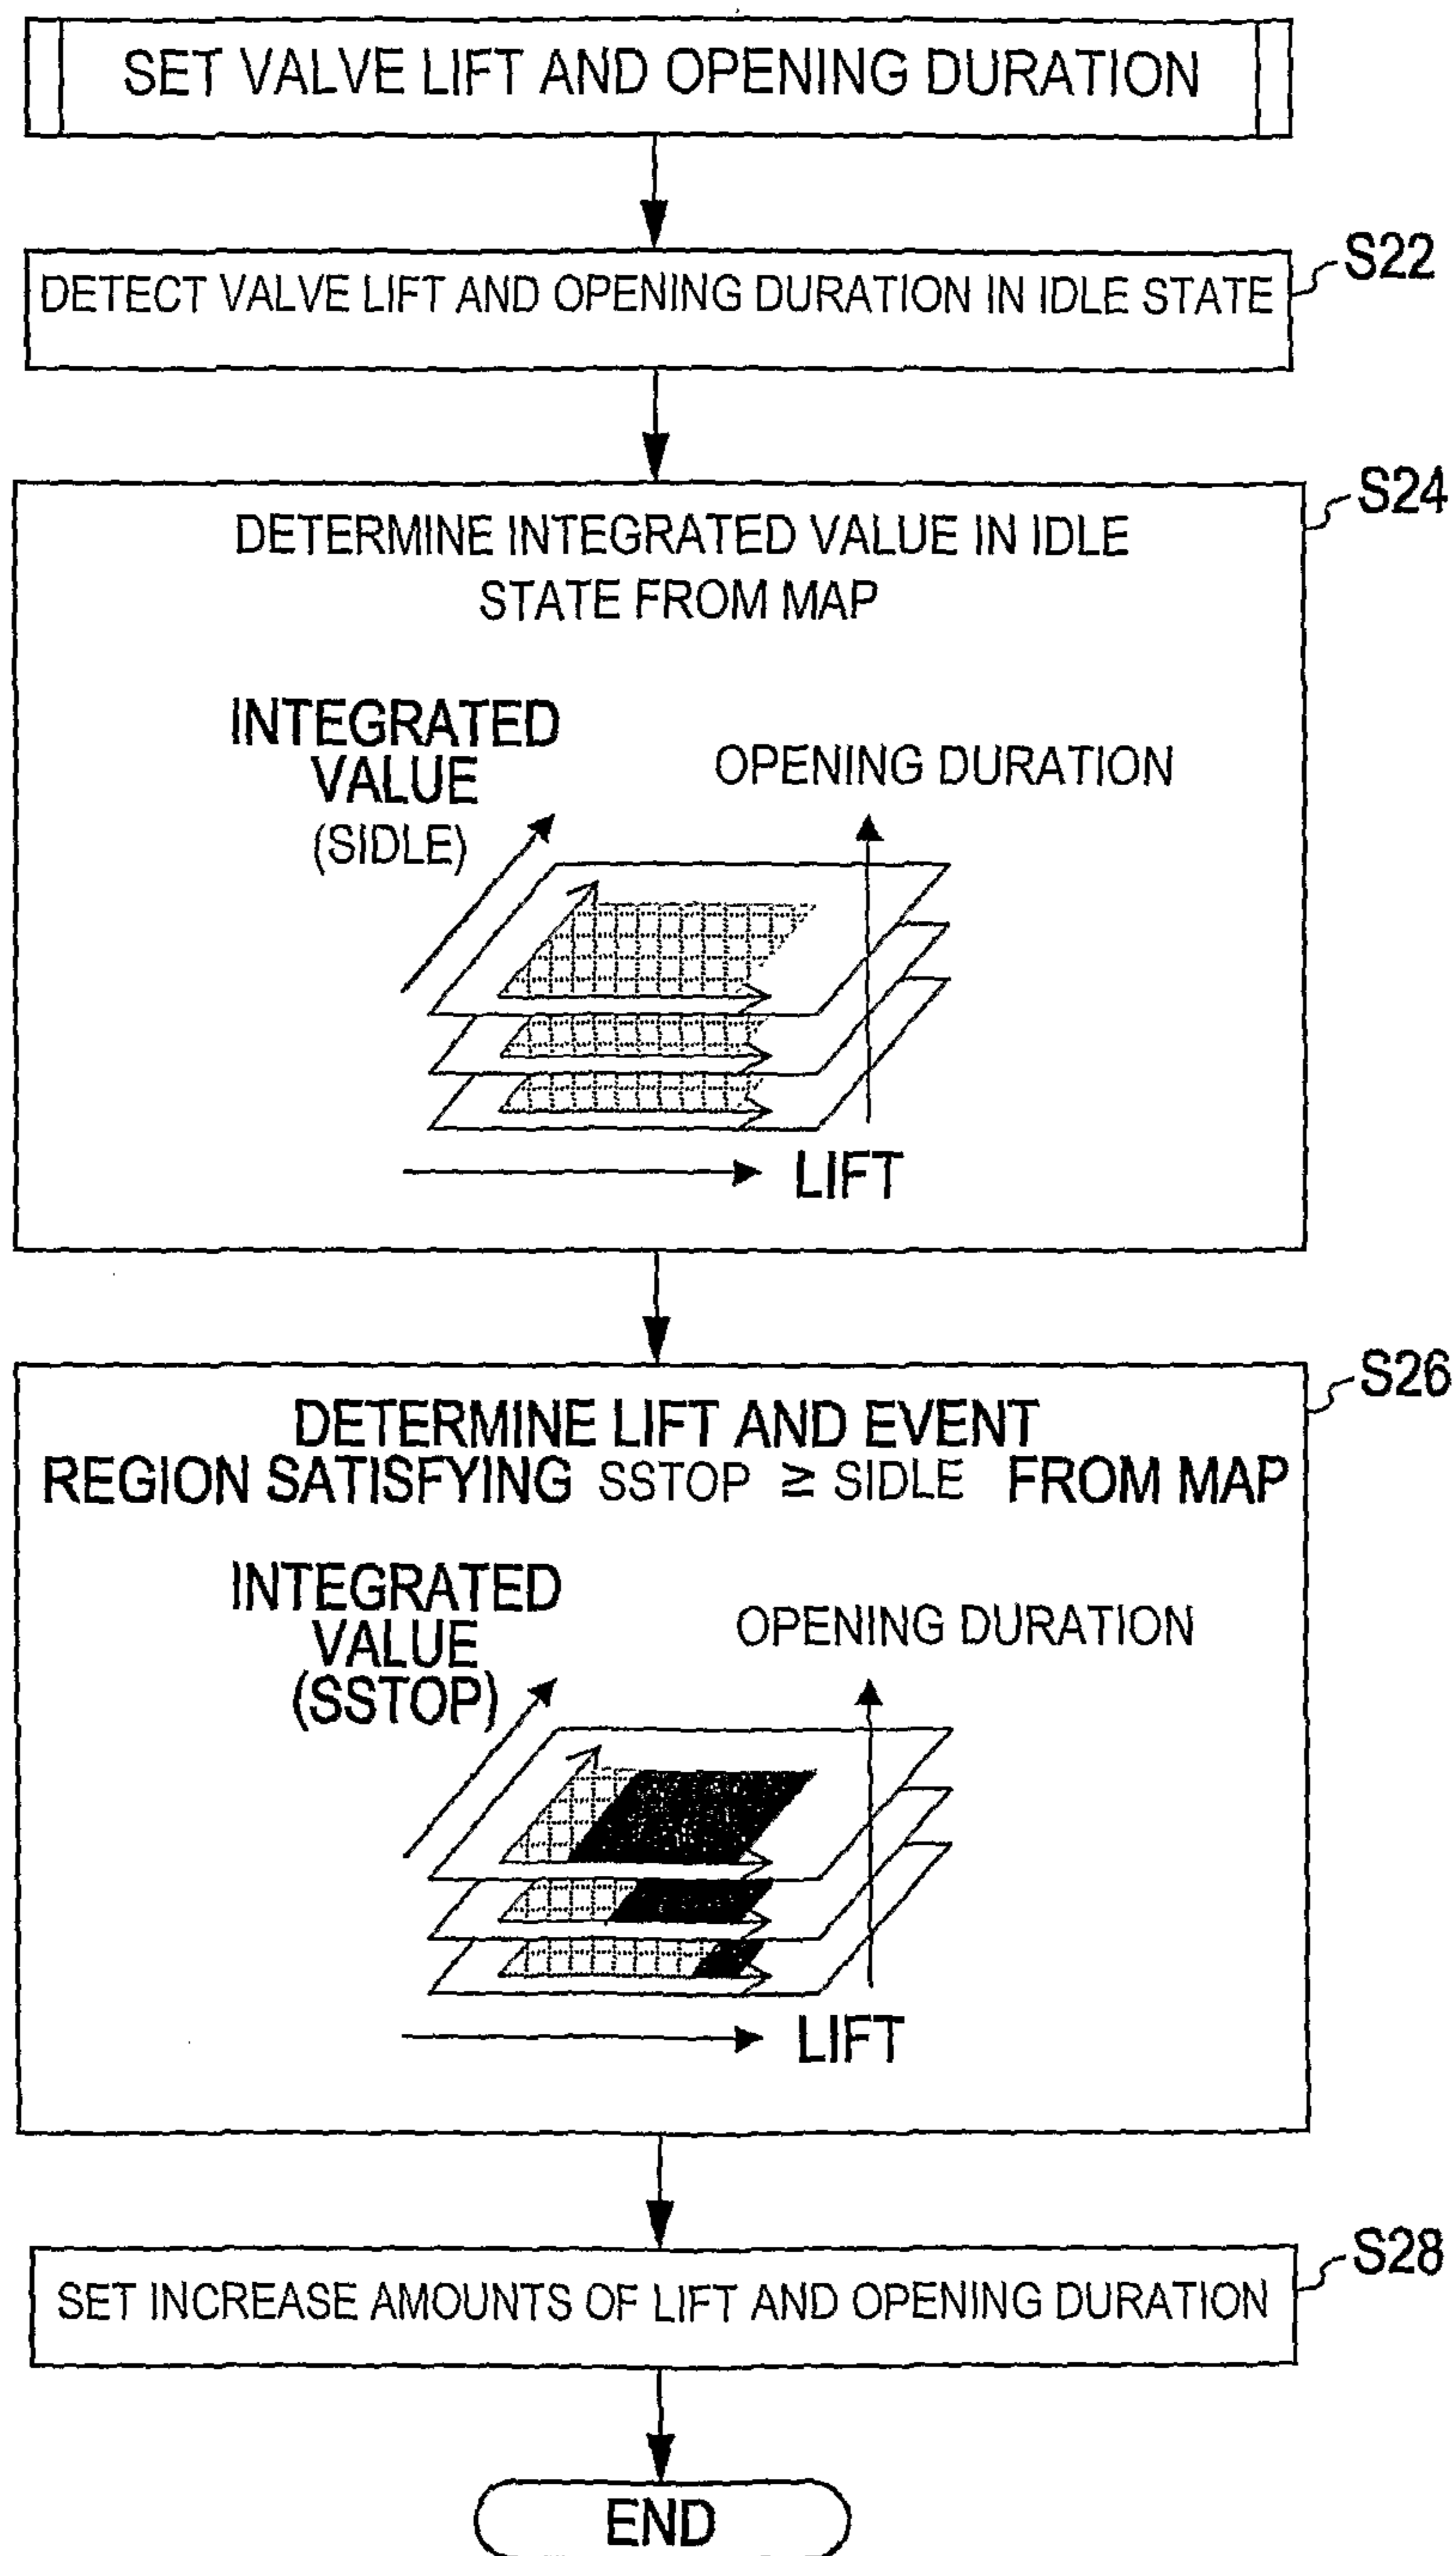 SET VALVE LIFT AND OPENING DURATION
S22
DETECT VALVE LIFT AND OPENING DURATION IN IDLE STATE
S24
DETERMINE INTEGRATED VALUE IN IDLE
STATE FROM MAP
INTEGRATED
VALUE
(SIDLE)
OPENING DURATION
LIFT
S26
DETERMINE LIFT AND EVENT
REGION SATISFYING SSTOP ≥ SIDLE FROM MAP
INTEGRATED
VALUE
(SSTOP)
OPENING DURATION
LIFT
S28
SET INCREASE AMOUNTS OF LIFT AND OPENING DURATION
END